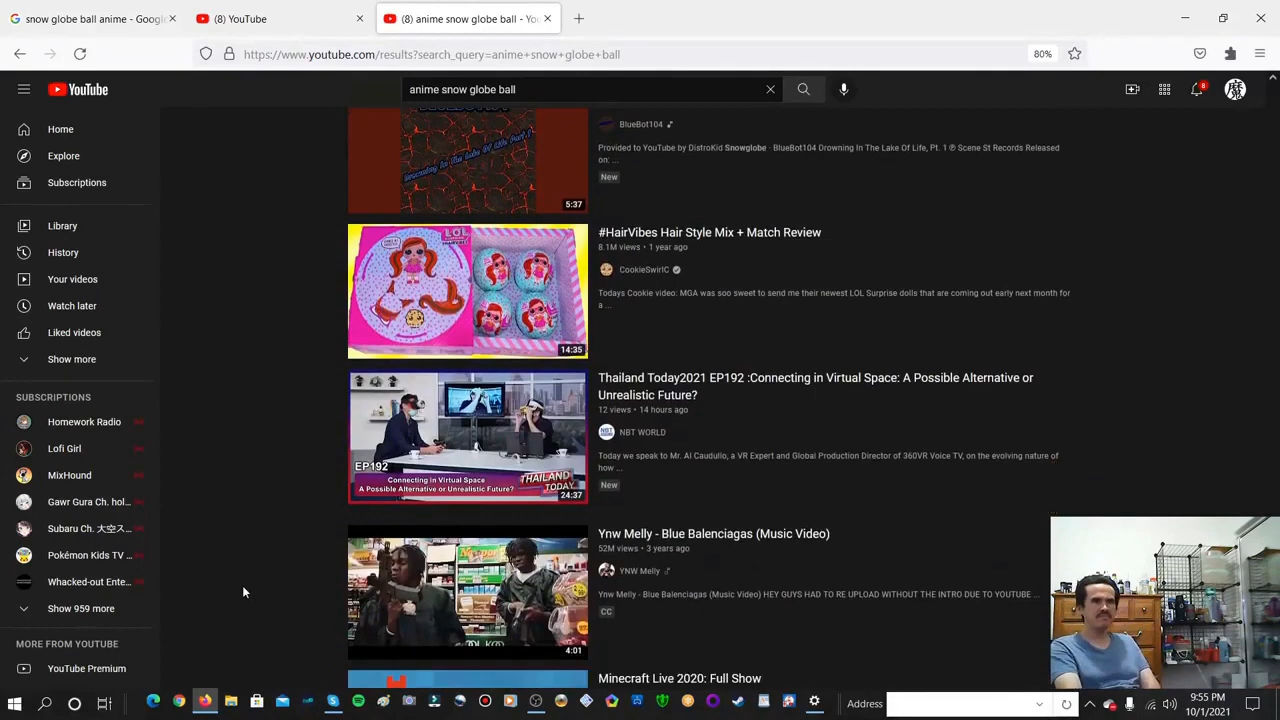 snow globe ball anime - Google
(8) YouTube
(8) anime snow globe ball - You
https://www.youtube.com/results?search_query=anime+snow+globe+ball
80%
YouTube
anime snow globe ball
8
魔
Home
Explore
Subscriptions
Library
History
Your videos
Watch later
Liked videos
Show more
SUBSCRIPTIONS
Homework Radio
Lofi Girl
MixHound
Gawr Gura Ch. hol...
Subaru Ch. 大空ス...
Pokémon Kids TV ...
Whacked-out Ente...
Show 959 more
MORE FROM YOUTUBE
YouTube Premium
Drowning In The Lake Of Life Part.1
5:37
BlueBot104
Provided to YouTube by DistroKid Snowglobe · BlueBot104 Drowning In The Lake Of Life, Pt. 1 ℗ Scene St Records Released
on: ...
New
LOL
14:35
#HairVibes Hair Style Mix + Match Review
8.1M views • 1 year ago
CookieSwirlC
Todays Cookie video: MGA was soo sweet to send me their newest LOL Surprise dolls that are coming out early next month for
a ...
EP192
Connecting in Virtual Space
A Possible Alternative or Unrealistic Future?
THAILAND
TODAY
24:37
Thailand Today2021 EP192 :Connecting in Virtual Space: A Possible Alternative or
Unrealistic Future?
12 views • 14 hours ago
NBT WORLD
Today we speak to Mr. Al Caudullo, a VR Expert and Global Production Director of 360VR Voice TV, on the evolving nature of
how ...
New
4:01
Ynw Melly - Blue Balenciagas (Music Video)
52M views • 3 years ago
YNW Melly
Ynw Melly - Blue Balenciagas (Music Video) HEY GUYS HAD TO RE UPLOAD WITHOUT THE INTRO DUE TO YOUTUBE ...
CC
Minecraft Live 2020: Full Show
Address
9:55 PM
10/1/2021